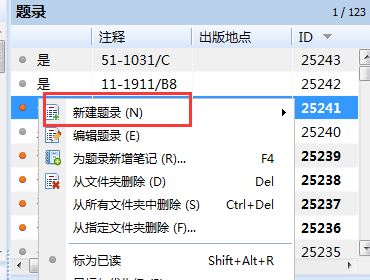 题录 1 / 123
注释 出版地点 ID
是 51-1031/C 25243
是 11-1911/B8 25242
25241
新建题录 (N)
25240
编辑题录 (E)
25239
为题录新增笔记 (R)... F4
25238
从文件夹删除 (D) Del
25237
从所有文件夹中删除 (S) Ctrl+Del
25236
从指定文件夹删除 (F)...
25235
标为已读 Shift+Alt+R